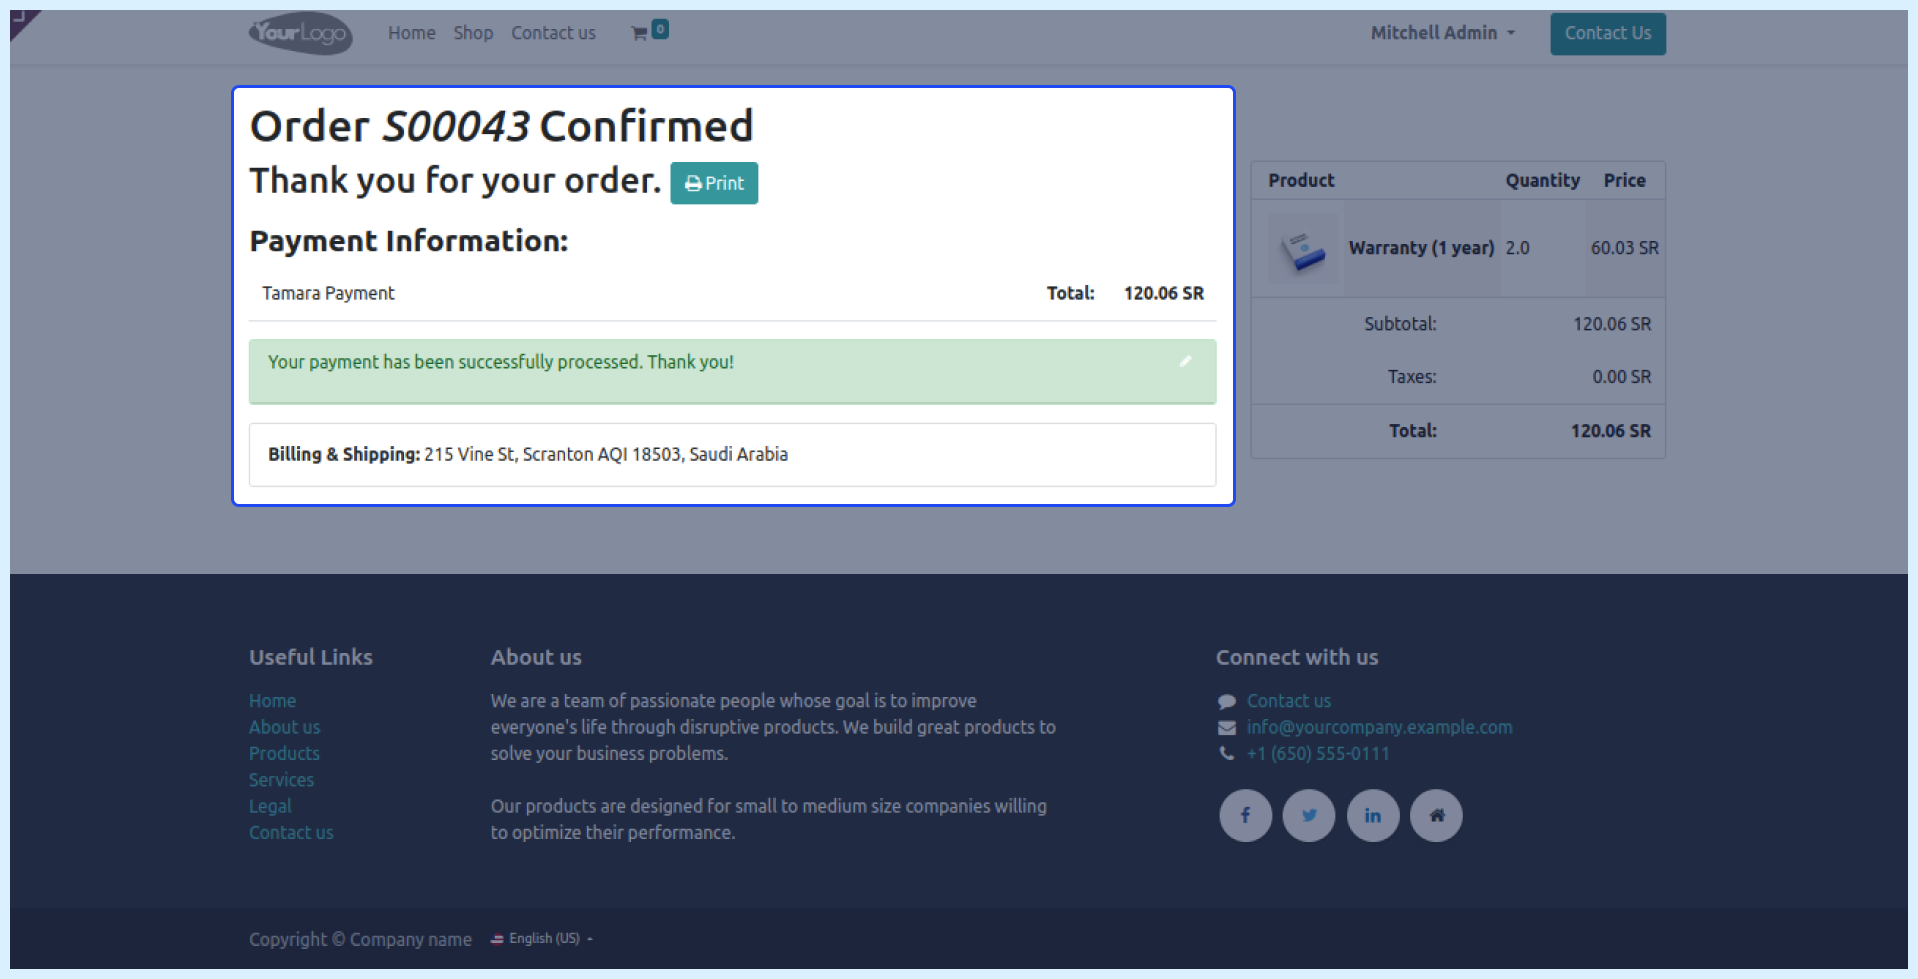 YourLogo
Home Shop Contact us 0 Mitchell Admin Contact Us
Order S00043 Confirmed
Thank you for your order. Print
Payment Information:
Tamara Payment Total: 120.06 SR
Your payment has been successfully processed. Thank you!
Billing & Shipping: 215 Vine St, Scranton AQI 18503, Saudi Arabia
Product Quantity Price
Warranty (1 year) 2.0 60.03 SR
Subtotal: 120.06 SR
Taxes: 0.00 SR
Total: 120.06 SR
Useful Links
Home
About us
Products
Services
Legal
Contact us
About us
We are a team of passionate people whose goal is to improve
everyone's life through disruptive products. We build great products to
solve your business problems.
Our products are designed for small to medium size companies willing
to optimize their performance.
Connect with us
Contact us
info@yourcompany.example.com
+1 (650) 555-0111
Copyright © Company name English (US)